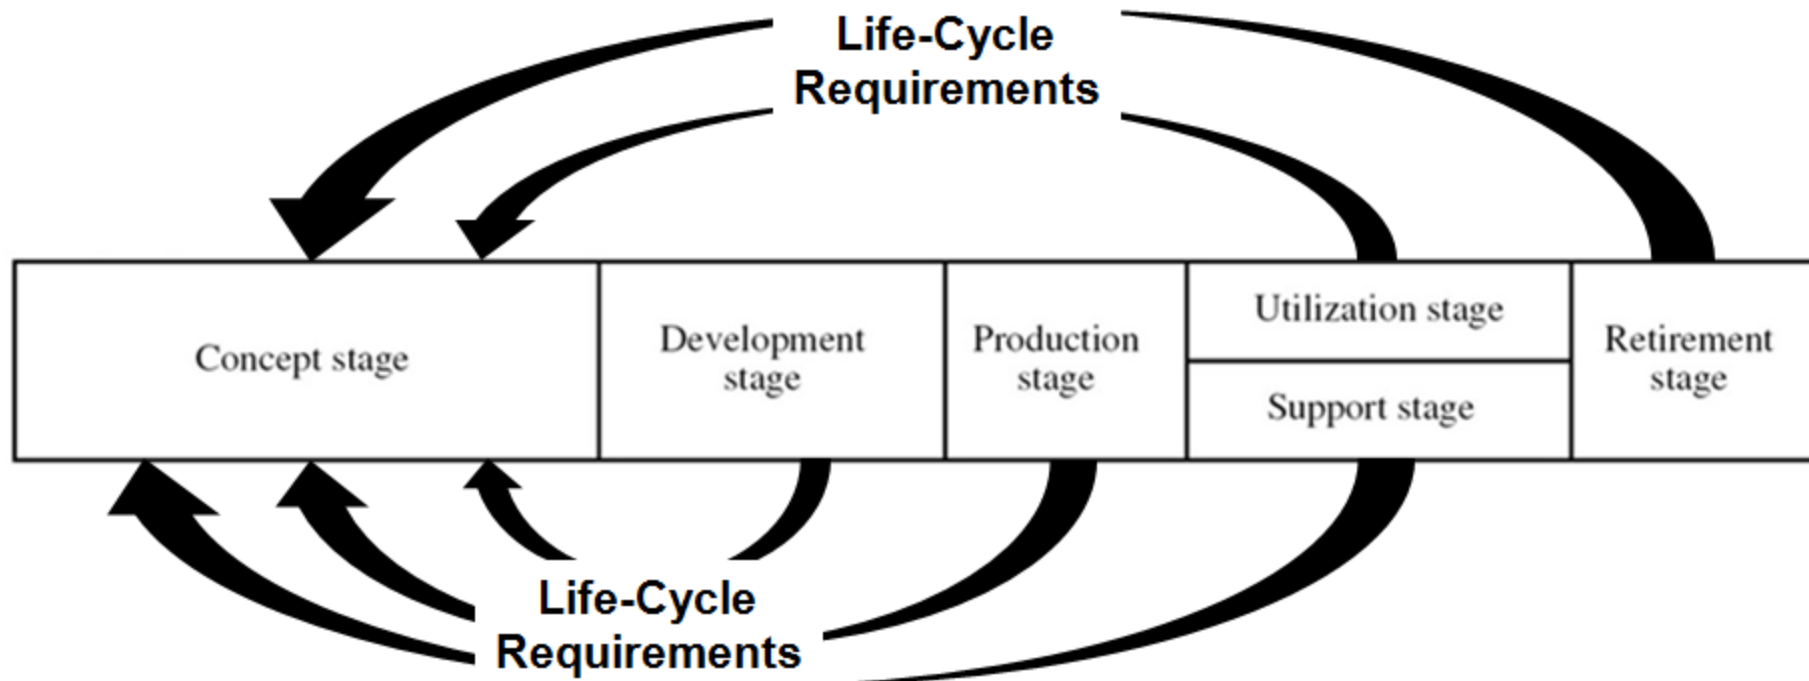 Life-Cycle
Requirements
Concept stage
Development
stage
Production
stage
Utilization stage
Support stage
Retirement
stage
Life-Cycle
Requirements